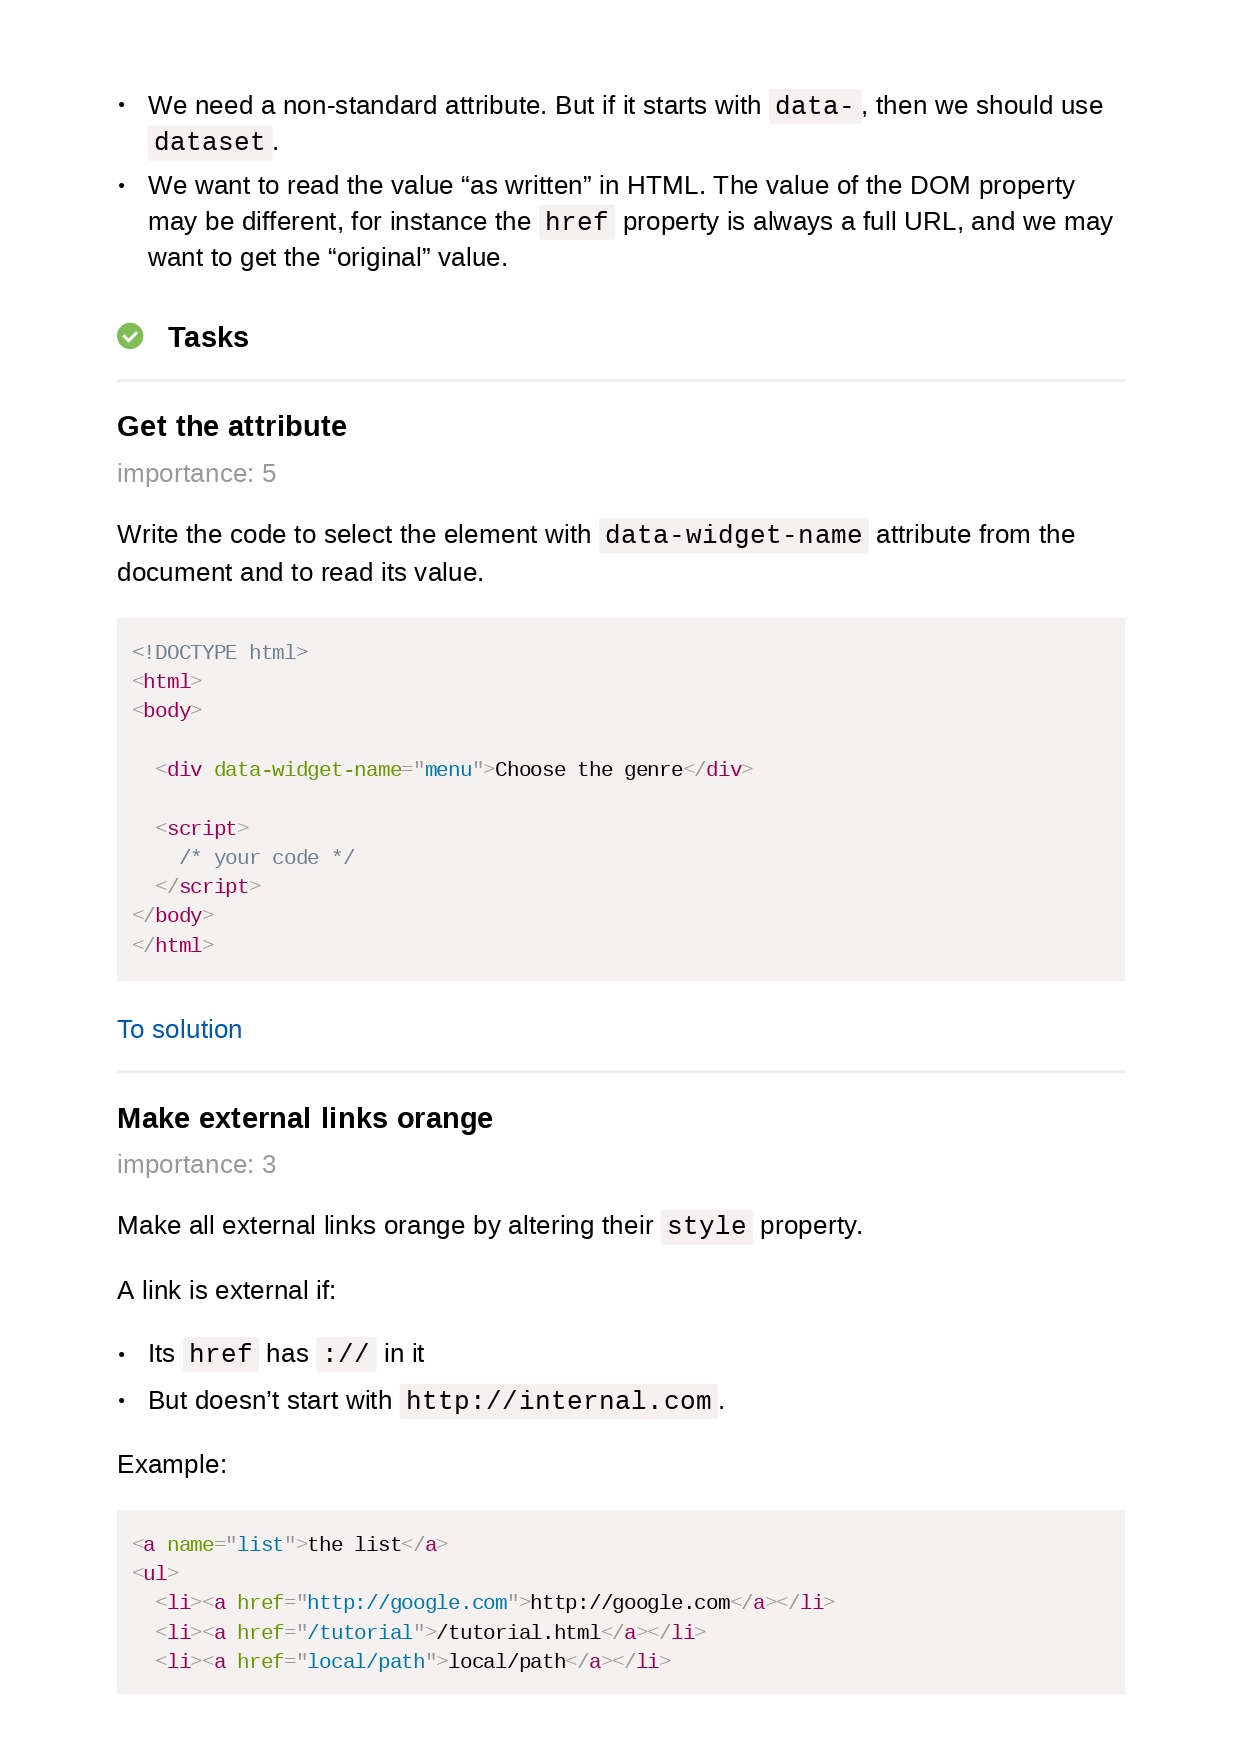 • We need a non-standard attribute. But if it starts with data-, then we should use
dataset.
• We want to read the value “as written” in HTML. The value of the DOM property
may be different, for instance the href property is always a full URL, and we may
want to get the “original” value.
Tasks
Get the attribute
importance: 5
Write the code to select the element with data-widget-name attribute from the
document and to read its value.
<!DOCTYPE html>
<html>
<body>

  <div data-widget-name="menu">Choose the genre</div>

  <script>
    /* your code */
  </script>
</body>
</html>
To solution
Make external links orange
importance: 3
Make all external links orange by altering their style property.
A link is external if:
• Its href has :// in it
• But doesn’t start with http://internal.com.
Example:
<a name="list">the list</a>
<ul>
  <li><a href="http://google.com">http://google.com</a></li>
  <li><a href="/tutorial">/tutorial.html</a></li>
  <li><a href="local/path">local/path</a></li>